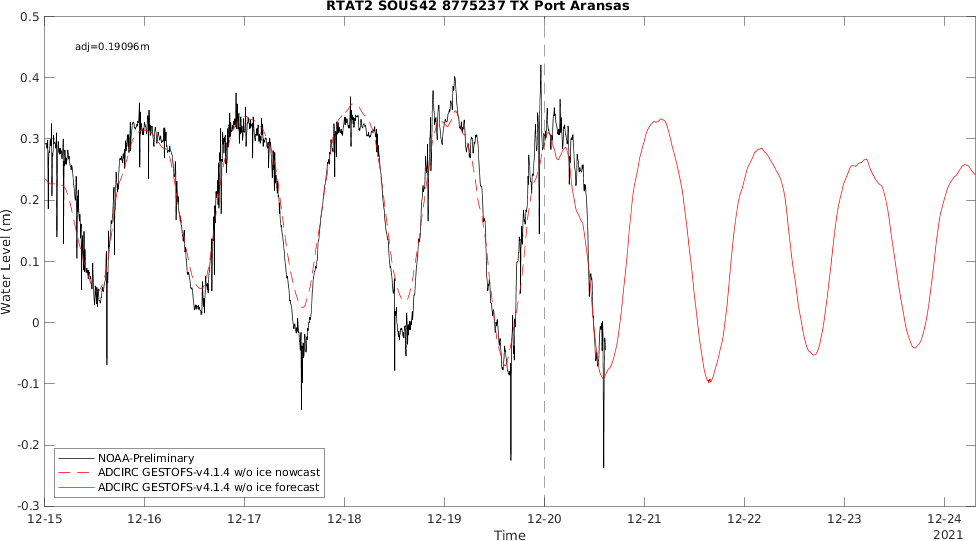 RTAT2 SOUS42 8775237 TX Port Aransas
adj=0.19096m
0.5
0.4
0.3
0.2
0.1
0
-0.1
-0.2
-0.3
Water Level (m)
NOAA-Preliminary
ADCIRC GESTOFS-v4.1.4 w/o ice nowcast
ADCIRC GESTOFS-v4.1.4 w/o ice forecast
12-15 12-16 12-17 12-18 12-19 12-20 12-21 12-22 12-23 12-24
2021
Time